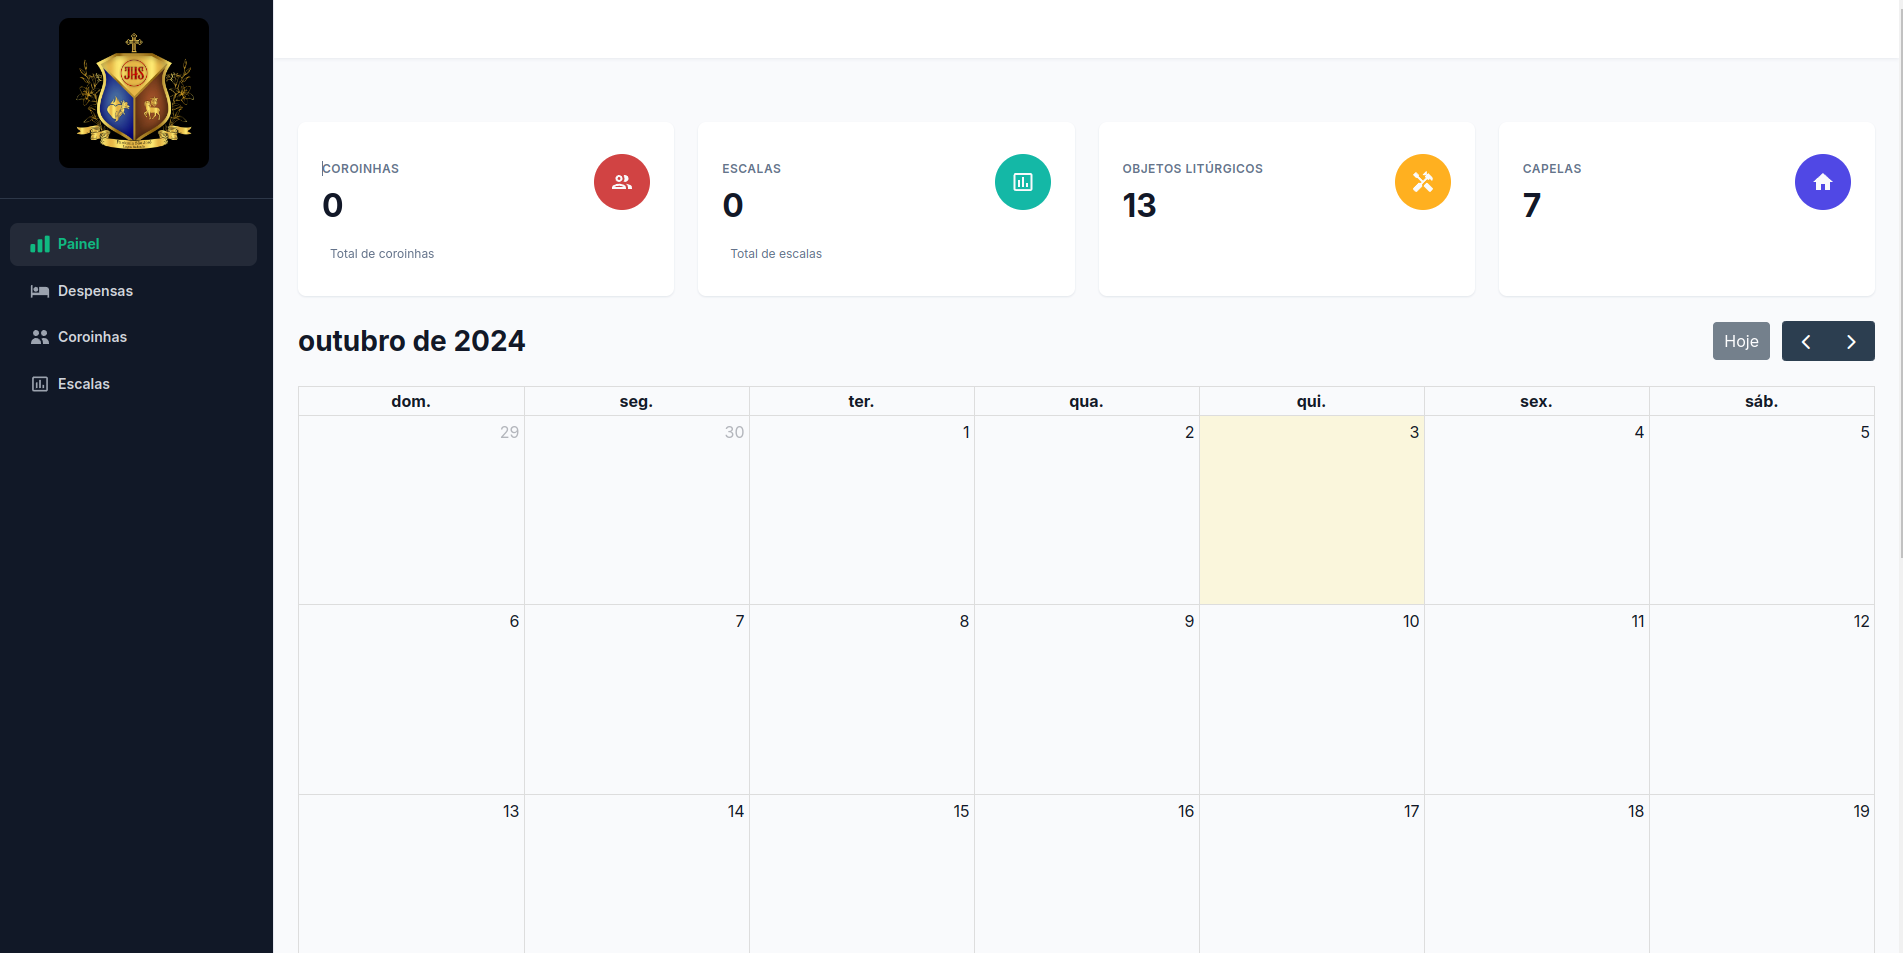 JHS
Painel
Despensas
Coroinhas
Escalas
COROINHAS
0
Total de coroinhas
ESCALAS
0
Total de escalas
OBJETOS LITÚRGICOS
13
CAPELAS
7
outubro de 2024
Hoje
dom. seg. ter. qua. qui. sex. sáb.
29 30 1 2 3 4 5
6 7 8 9 10 11 12
13 14 15 16 17 18 19